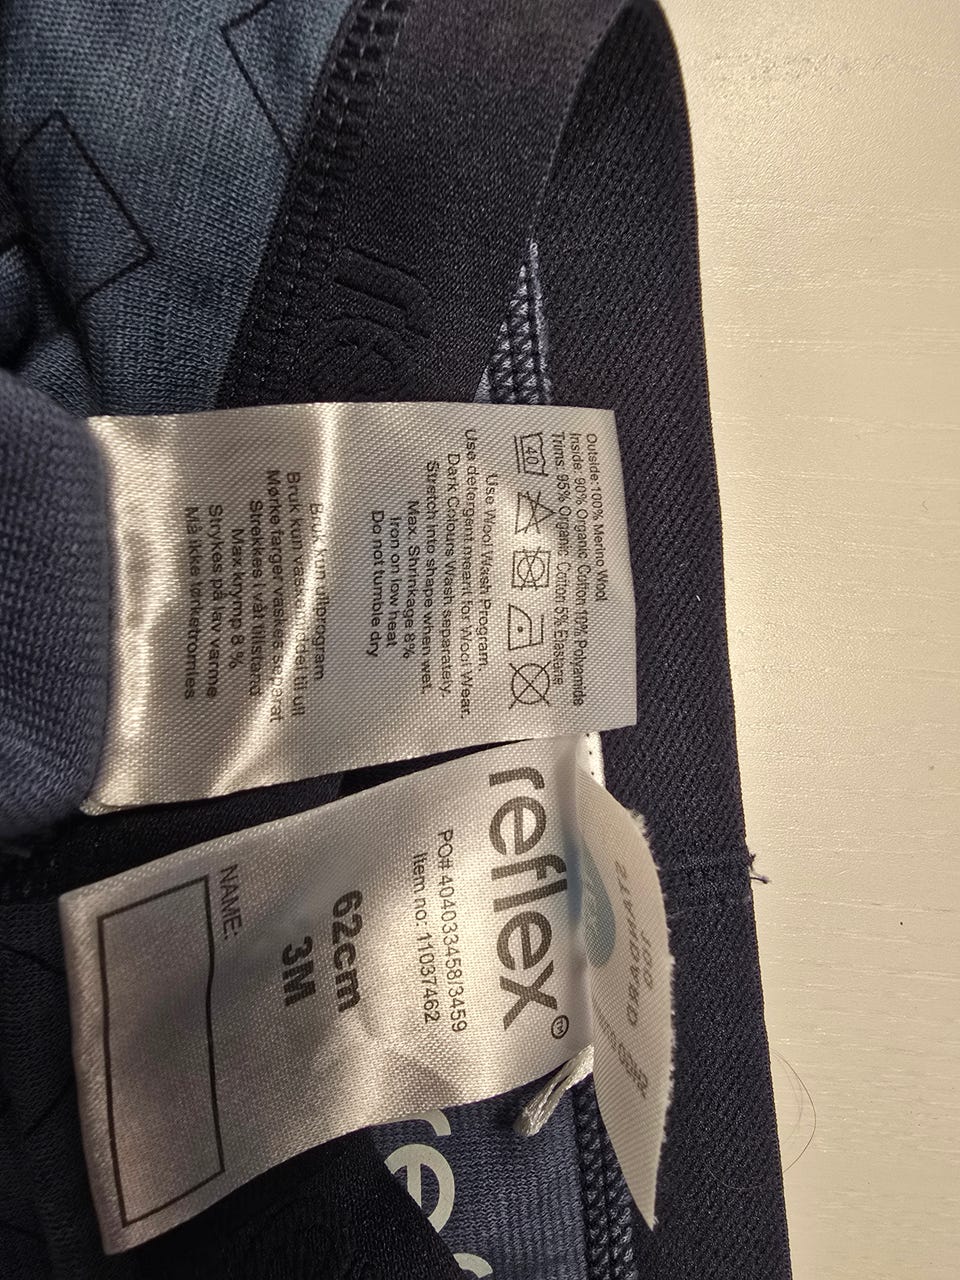 Outside:100% Merino Wool
Inside: 90% Organic Cotton 10% Polyamide
Trims: 95% Organic Cotton 5% Elastane
40
Use Wool Wash Program.
Use detergent meant for Wool Wear.
Dark Colours Wash separately.
Stretch into shape when wet.
Max. Shrinkage 8%
Iron on low heat
Do not tumble dry
Bruk kun ullprogram
Bruk kun vaskemiddel til ull
Mørke farger vaskes separat
Strekkes i våt tilstand
Max krymp 8%
Strykes på lav varme
Må ikke tørketromles
reflex™
PO# 404033458/3459
Item no: 11037462
62cm
3M
NAME:
re